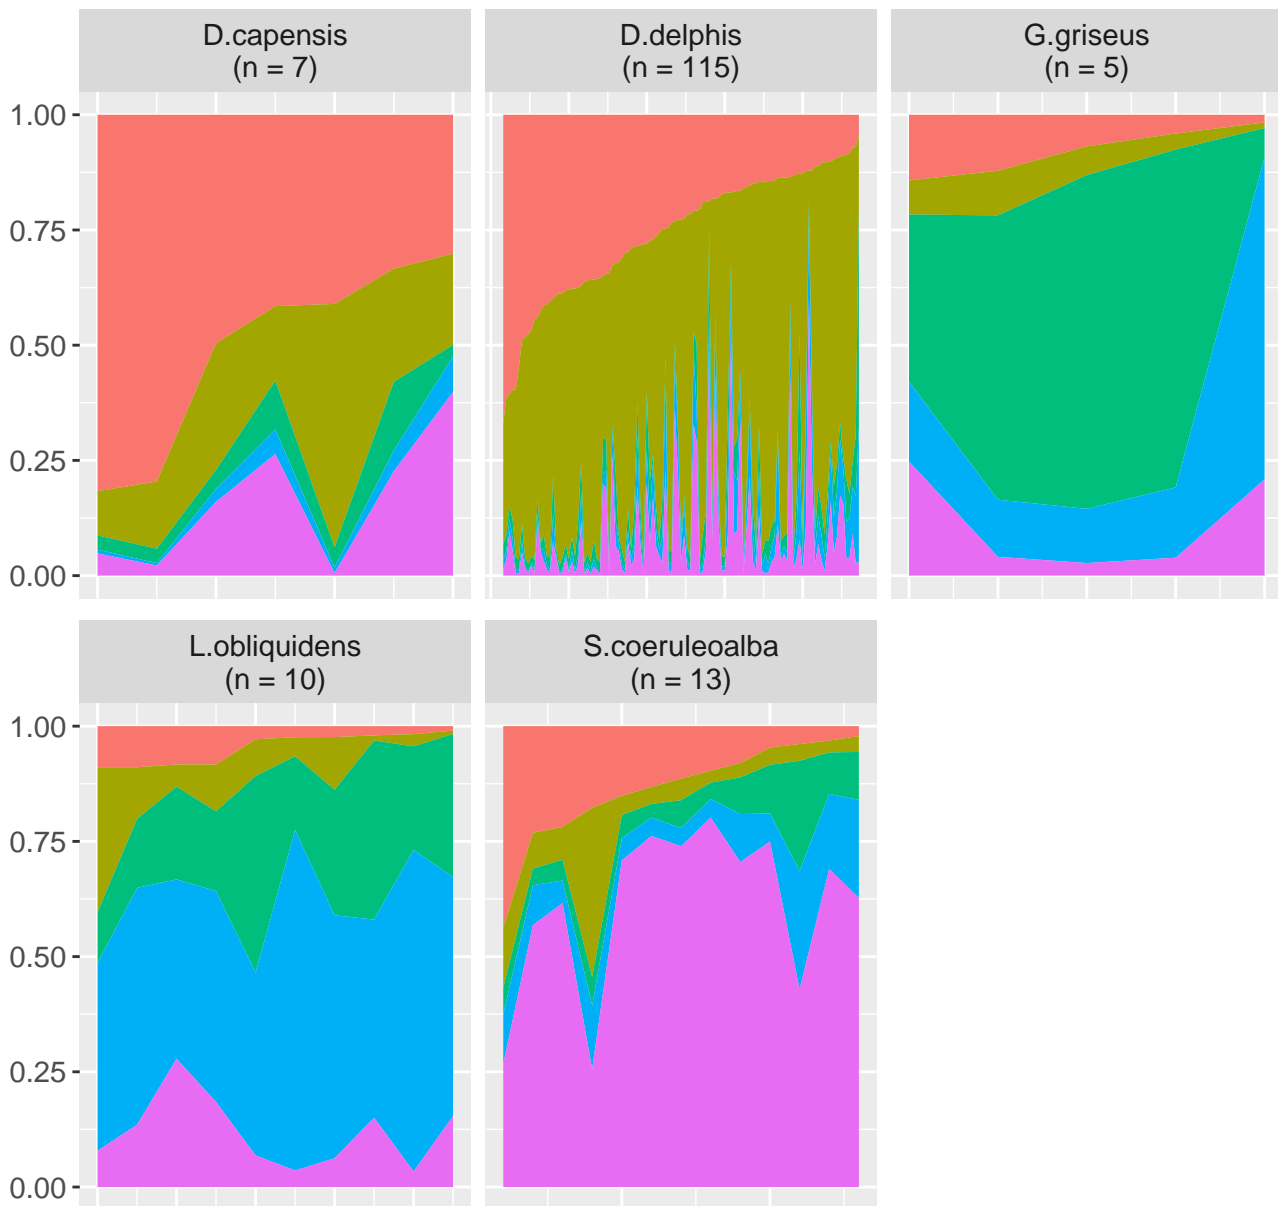 D.capensis
(n = 7)
D.delphis
(n = 115)
G.griseus
(n = 5)
1.00
0.75
0.50
0.25
0.00
L.obliquidens
(n = 10)
S.coeruleoalba
(n = 13)
1.00
0.75
0.50
0.25
0.00